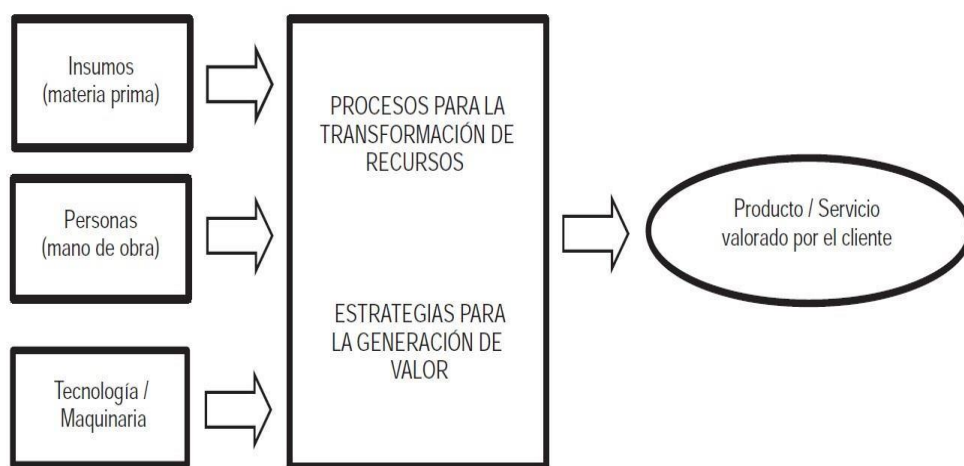 Insumos
(materia prima)
Personas
(mano de obra)
Tecnología /
Maquinaria
PROCESOS PARA LA
TRANSFORMACIÓN DE
RECURSOS
ESTRATEGIAS PARA
LA GENERACIÓN DE
VALOR
Producto / Servicio
valorado por el cliente